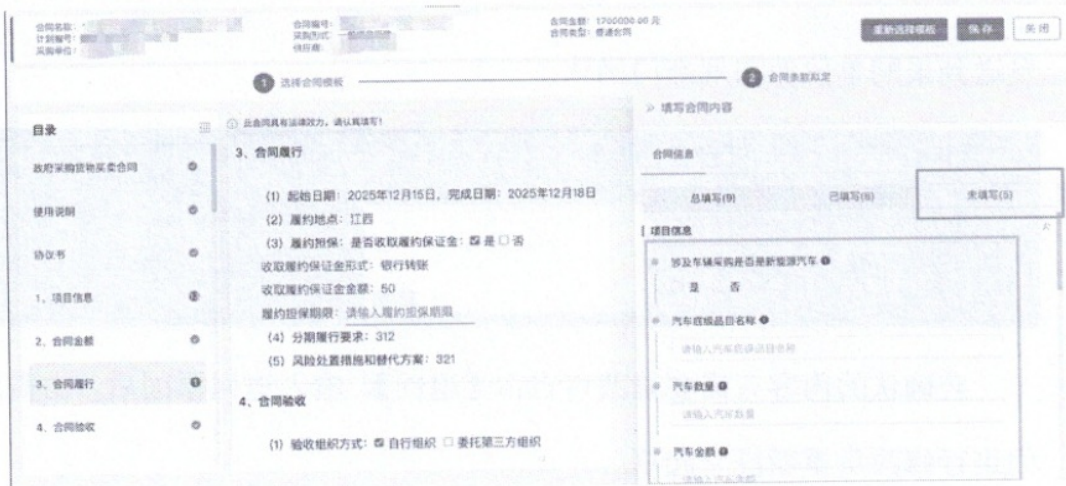 合同名称：
计划编号：
采购单位：
合同编号：
采购形式：
供应商：
合同金额：1700000.00 元
合同类型：普通合同
重新选择模板
保存
关闭
1 选择合同模板
2 合同条款拟定
目录
政府采购货物买卖合同
使用说明
协议书
1、项目信息
2、合同金额
3、合同履行
4、合同验收
此合同具有法律效力，请认真填写！
3、合同履行
(1) 起始日期：2025年12月15日，完成日期：2025年12月18日
(2) 履约地点：江西
(3) 履约担保：是否收取履约保证金：☑ 是 □ 否
收取履约保证金形式：银行转账
收取履约保证金金额：50
履约担保期限：请输入履约担保期限
(4) 分期履行要求：312
(5) 风险处置措施和替代方案：321
4、合同验收
(1) 验收组织方式：☑ 自行组织 □ 委托第三方组织
» 填写合同内容
合同信息
总填写(9)
已填写
未填写(5)
项目信息
涉及车辆采购是否是新能源汽车
是 否
汽车底级品目名称
请输入汽车底级品目名称
汽车数量
请输入汽车数量
汽车金额
请输入汽车金额